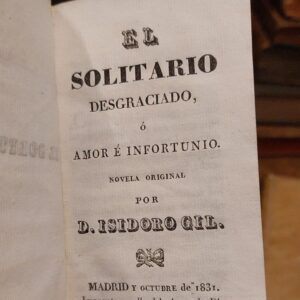 EL
SOLITARIO
DESGRACIADO,
ó
AMOR É INFORTUNIO.
NOVELA ORIGINAL
POR
D. ISIDORO GIL.
MADRID Y OCTUBRE de 1831.